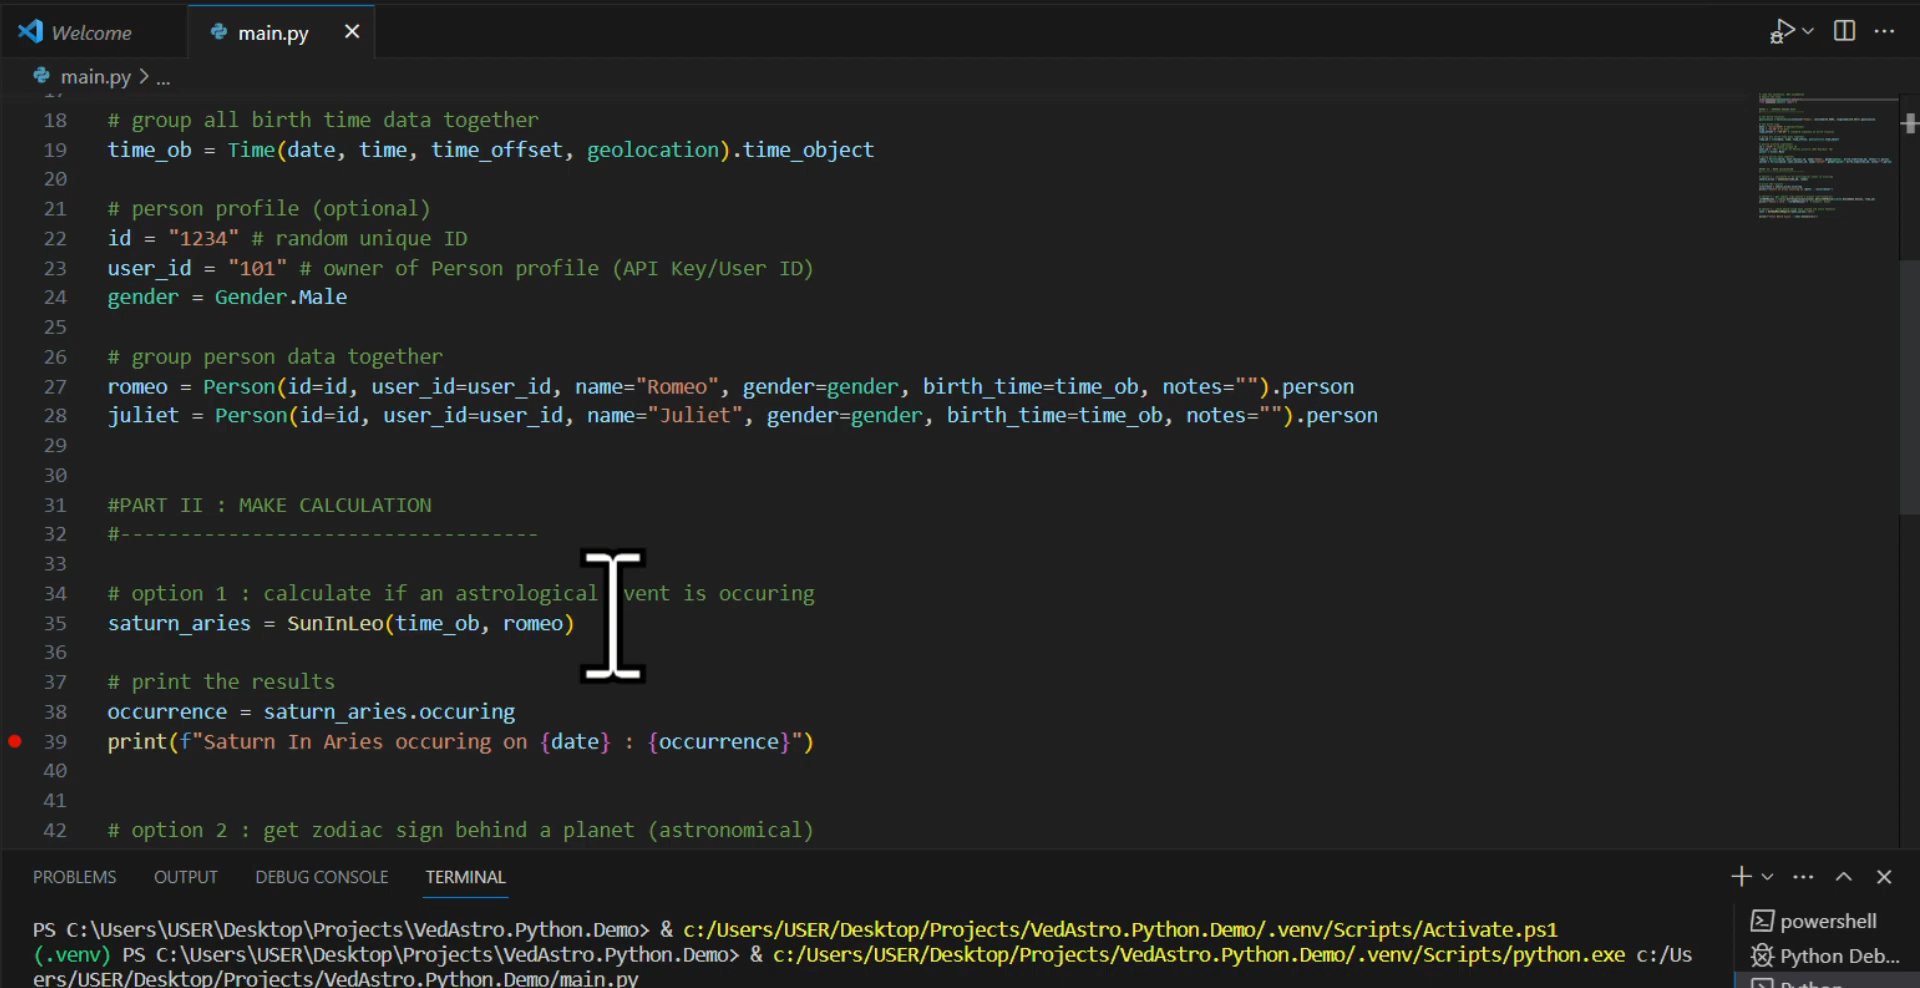 Welcome
main.py
main.py > ...
18 # group all birth time data together
19 time_ob = Time(date, time, time_offset, geolocation).time_object
20
21 # person profile (optional)
22 id = "1234" # random unique ID
23 user_id = "101" # owner of Person profile (API Key/User ID)
24 gender = Gender.Male
25
26 # group person data together
27 romeo = Person(id=id, user_id=user_id, name="Romeo", gender=gender, birth_time=time_ob, notes="").person
28 juliet = Person(id=id, user_id=user_id, name="Juliet", gender=gender, birth_time=time_ob, notes="").person
29
30
31 #PART II : MAKE CALCULATION
32 #-----------------------------------
33
34 # option 1 : calculate if an astrological vent is occuring
35 saturn_aries = SunInLeo(time_ob, romeo)
36
37 # print the results
38 occurrence = saturn_aries.occuring
39 print(f"Saturn In Aries occuring on {date} : {occurrence}")
40
41
42 # option 2 : get zodiac sign behind a planet (astronomical)
PROBLEMS OUTPUT DEBUG CONSOLE TERMINAL
PS C:\Users\USER\Desktop\Projects\VedAstro.Python.Demo> & c:/Users/USER/Desktop/Projects/VedAstro.Python.Demo/.venv/Scripts/Activate.ps1
(.venv) PS C:\Users\USER\Desktop\Projects\VedAstro.Python.Demo> & c:/Users/USER/Desktop/Projects/VedAstro.Python.Demo/.venv/Scripts/python.exe c:/Us
ers/USER/Desktop/Projects/VedAstro.Python.Demo/main.py
powershell
Python Deb...